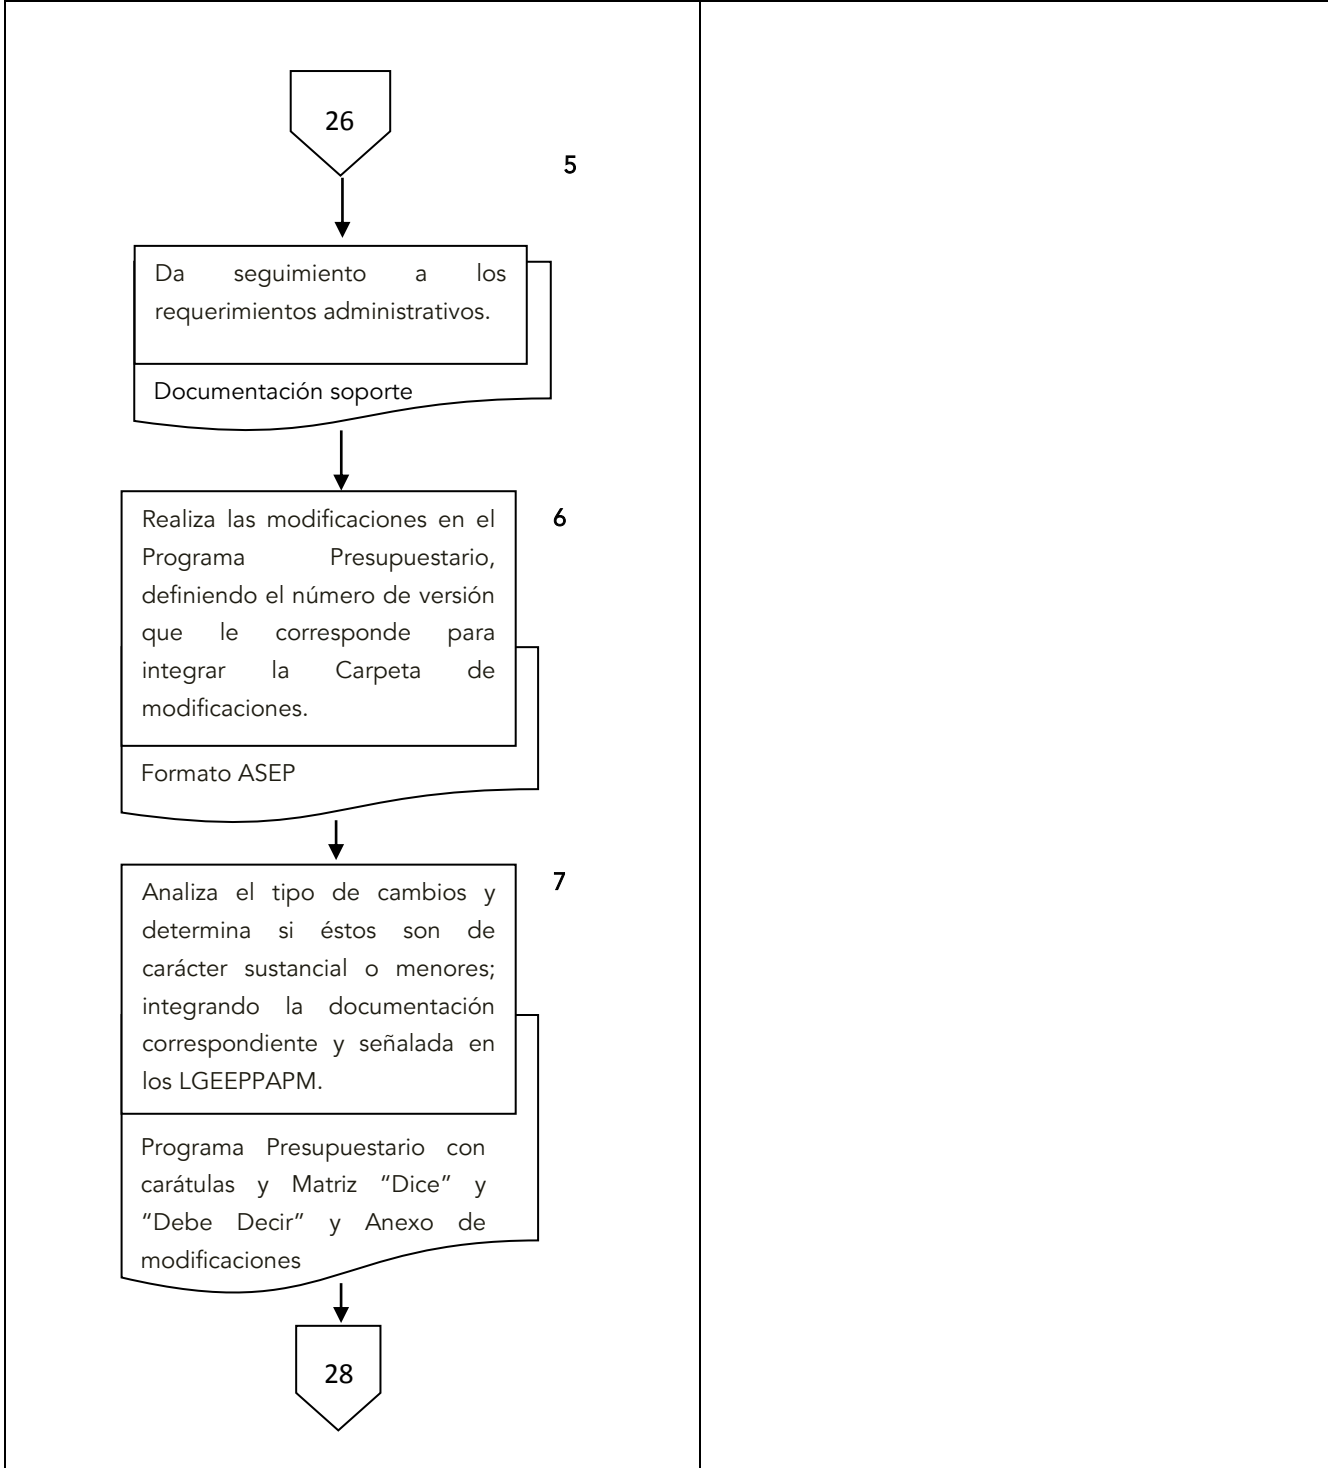 26
5
Da seguimiento a los
requerimientos administrativos.
Documentación soporte
Realiza las modificaciones en el
6
Programa Presupuestario,
definiendo el número de versión
que le corresponde para
integrar la Carpeta de
modificaciones.
Formato ASEP
Analiza el tipo de cambios y
7
determina si éstos son de
carácter sustancial o menores;
integrando la documentación
correspondiente y señalada en
los LGEEPPAPM.
Programa Presupuestario con
carátulas y Matriz “Dice” y
“Debe Decir” y Anexo de
modificaciones
28